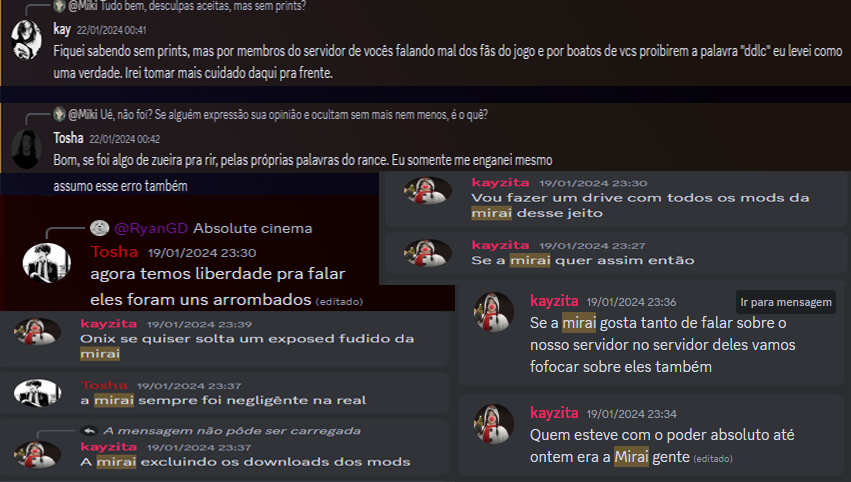 @Miki Tudo bem, desculpas aceitas, mas sem prints?
kay 22/01/2024 00:41
Fiquei sabendo sem prints, mas por membros do servidor de vocês falando mal dos fãs do jogo e por boatos de vcs proibirem a palavra "ddlc" eu levei como
uma verdade. Irei tomar mais cuidado daqui pra frente.
@Miki Ué, não foi? Se alguém expressão sua opinião e ocultam sem mais nem menos, é o quê?
Tosha 22/01/2024 00:42
Bom, se foi algo de zueira pra rir, pelas próprias palavras do rance. Eu somente me enganei mesmo
assumo esse erro também
@RyanGD Absolute cinema
Tosha 19/01/2024 23:30
agora temos liberdade pra falar
eles foram uns arrombados (editado)
kayzita 19/01/2024 23:39
Onix se quiser solta um exposed fudido da
mirai
Tosha 19/01/2024 23:37
a mirai sempre foi negligênte na real
A mensagem não pôde ser carregada
kayzita 19/01/2024 23:37
A mirai excluindo os downloads dos mods
kayzita 19/01/2024 23:30
Vou fazer um drive com todos os mods da
mirai desse jeito
kayzita 19/01/2024 23:27
Se a mirai quer assim então
kayzita 19/01/2024 23:36
Ir para mensagem
Se a mirai gosta tanto de falar sobre o
nosso servidor no servidor deles vamos
fofocar sobre eles também
kayzita 19/01/2024 23:34
Quem esteve com o poder absoluto até
ontem era a Mirai gente (editado)